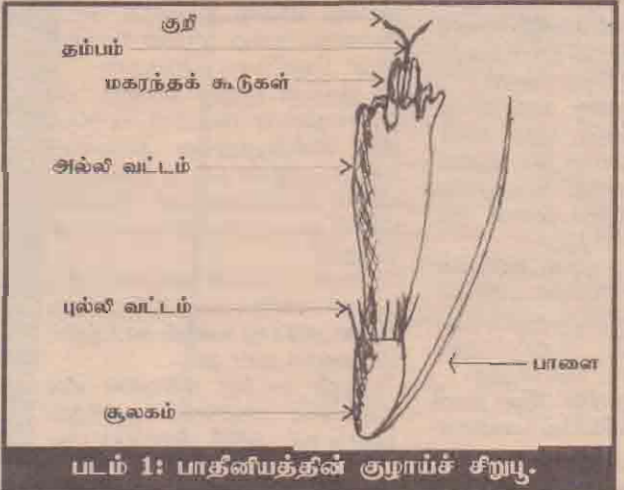 குறி
தம்பம்
மகரந்தக் கூடுகள்
அல்லி வட்டம்
புல்லி வட்டம்
பாளை
சூலகம்
படம் 1: பாதீனியத்தின் குழாய்ச் சிறுபூ.